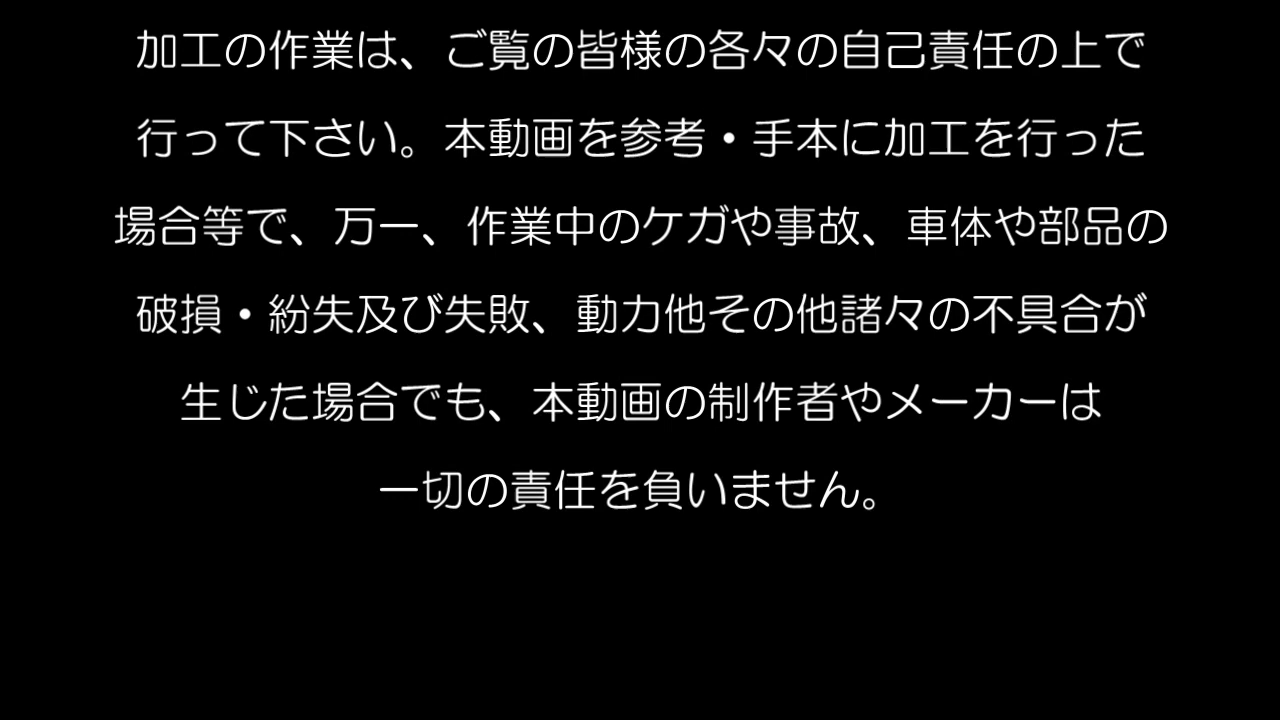 加工の作業は、ご覧の皆様の各々の自己責任の上で
行って下さい。本動画を参考・手本に加工を行った
場合等で、万一、作業中のケガや事故、車体や部品の
破損・紛失及び失敗、動力他その他諸々の不具合が
生じた場合でも、本動画の制作者やメーカーは
一切の責任を負いません。